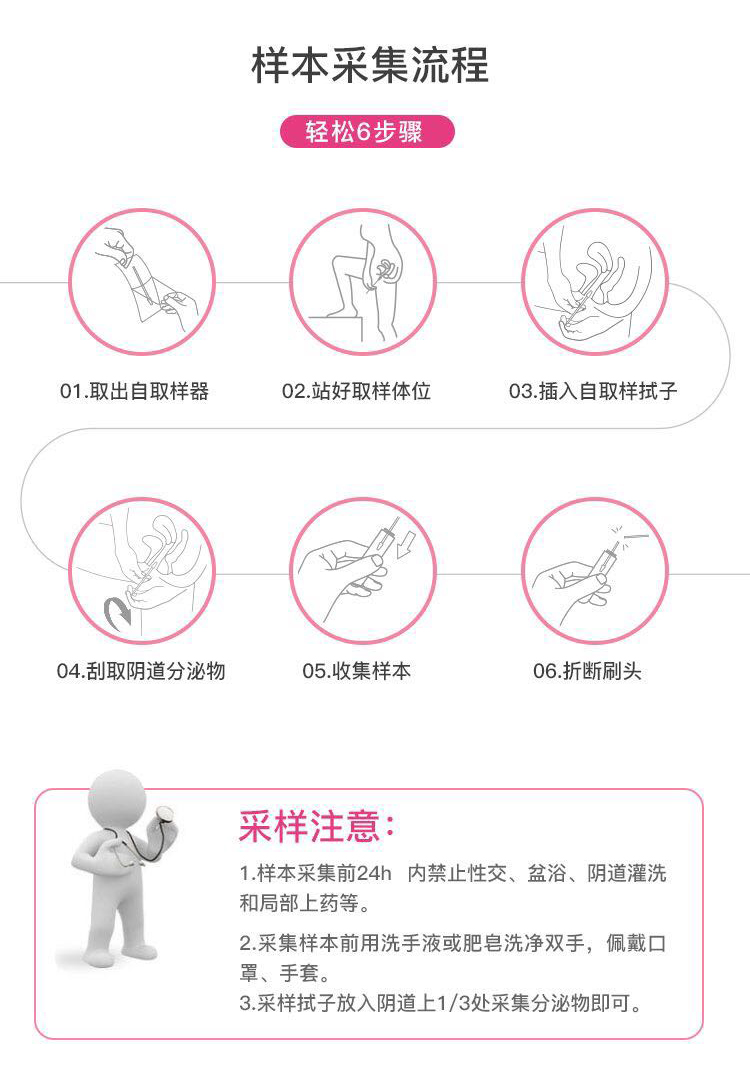 样本采集流程
轻松6步骤
01.取出自取样器
02.站好取样体位
03.插入自取样拭子
04.刮取阴道分泌物
05.收集样本
06.折断刷头
采样注意：
1.样本采集前24h 内禁止性交、盆浴、阴道灌洗
和局部上药等。
2.采集样本前用洗手液或肥皂洗净双手，佩戴口
罩、手套。
3.采样拭子放入阴道上1/3处采集分泌物即可。